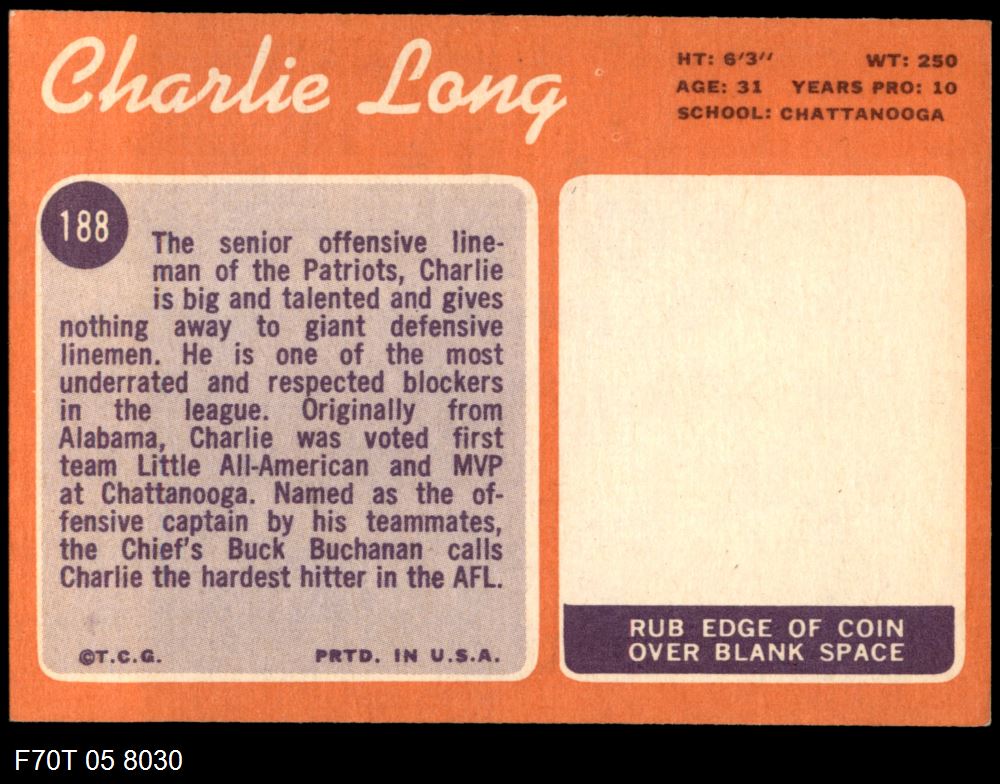 Charlie Long
HT: 6'3" WT: 250
AGE: 31 YEARS PRO: 10
SCHOOL: CHATTANOOGA
188
The senior offensive line-
man of the Patriots, Charlie
is big and talented and gives
nothing away to giant defensive
linemen. He is one of the most
underrated and respected blockers
in the league. Originally from
Alabama, Charlie was voted first
team Little All-American and MVP
at Chattanooga. Named as the of-
fensive captain by his teammates,
the Chief's Buck Buchanan calls
Charlie the hardest hitter in the AFL.
©T.C.G. PRTD. IN U.S.A.
RUB EDGE OF COIN
OVER BLANK SPACE
F70T 05 8030